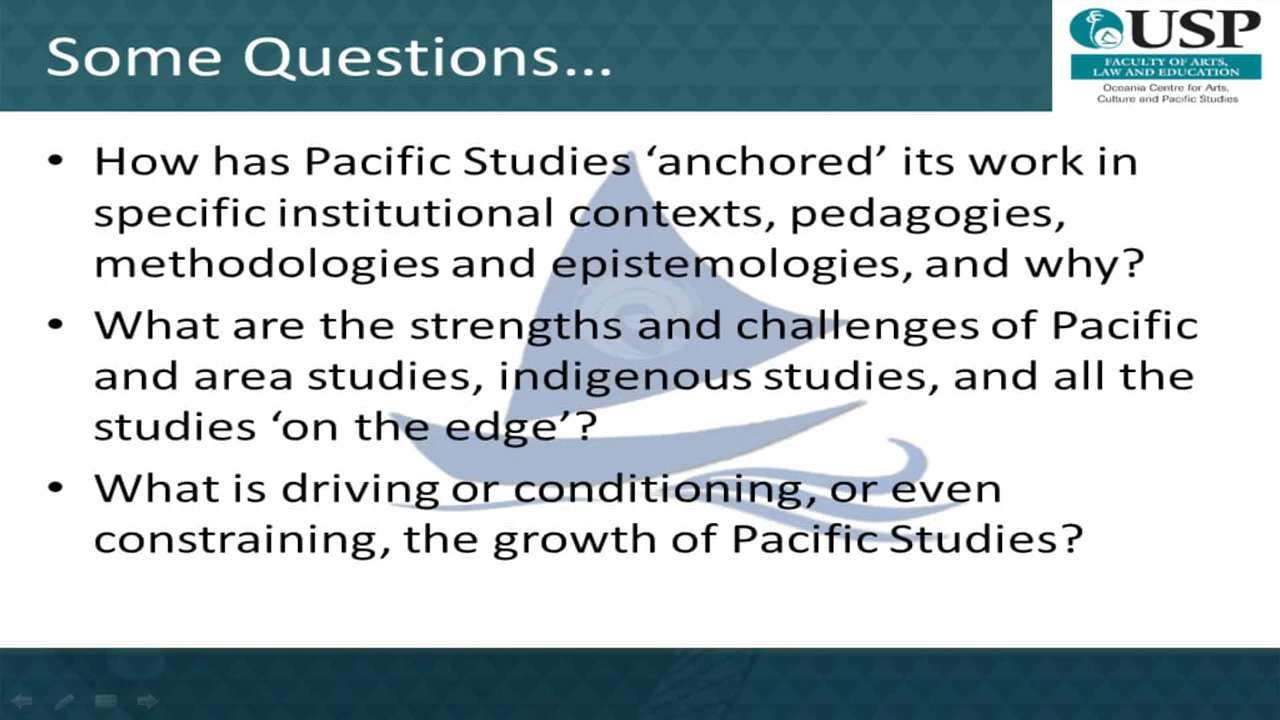 Some Questions...
USP
FACULTY OF ARTS,
LAW AND EDUCATION
Oceania Centre for Arts,
Culture and Pacific Studies
• How has Pacific Studies ‘anchored’ its work in
specific institutional contexts, pedagogies,
methodologies and epistemologies, and why?
• What are the strengths and challenges of Pacific
and area studies, indigenous studies, and all the
studies ‘on the edge’?
• What is driving or conditioning, or even
constraining, the growth of Pacific Studies?